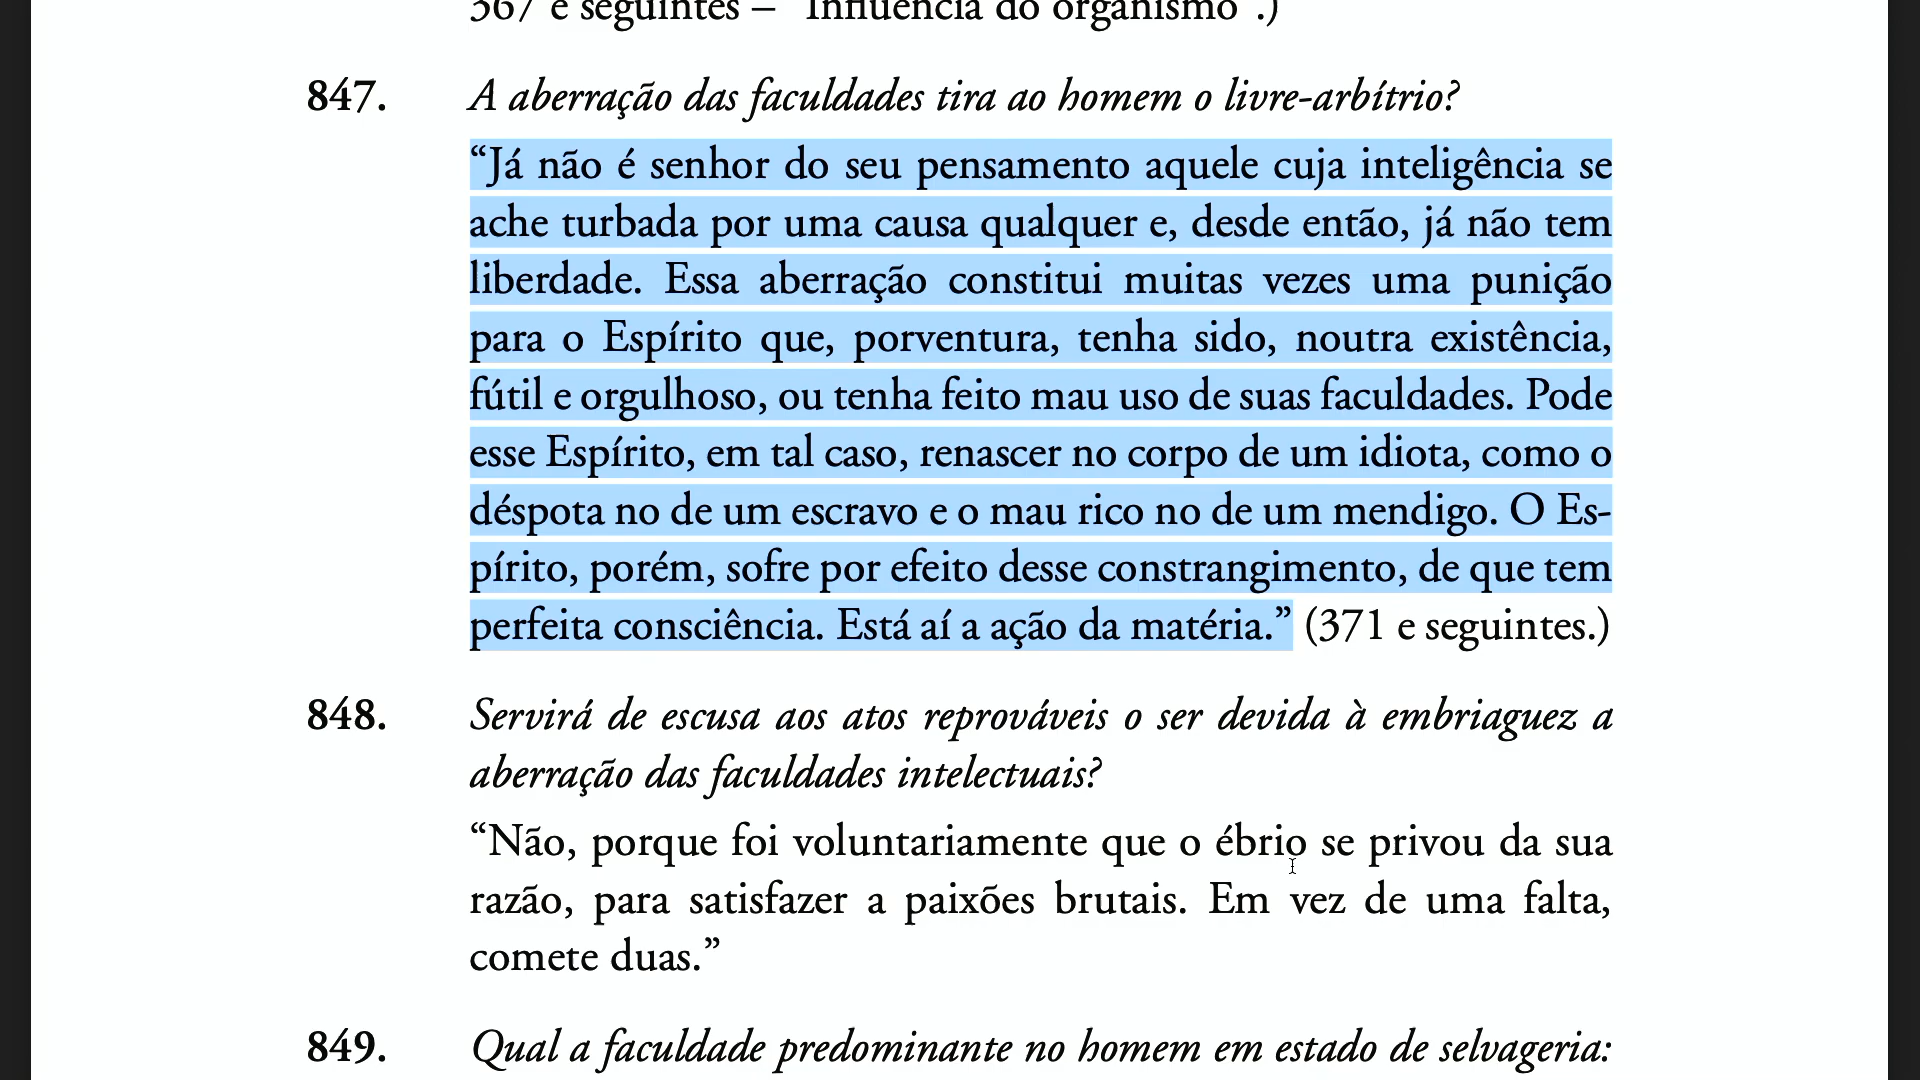 367 e seguintes – “Influência do organismo”.)
847. A aberração das faculdades tira ao homem o livre-arbítrio?
“Já não é senhor do seu pensamento aquele cuja inteligência se
ache turbada por uma causa qualquer e, desde então, já não tem
liberdade. Essa aberração constitui muitas vezes uma punição
para o Espírito que, porventura, tenha sido, noutra existência,
fútil e orgulhoso, ou tenha feito mau uso de suas faculdades. Pode
esse Espírito, em tal caso, renascer no corpo de um idiota, como o
déspota no de um escravo e o mau rico no de um mendigo. O Es-
pírito, porém, sofre por efeito desse constrangimento, de que tem
perfeita consciência. Está aí a ação da matéria.” (371 e seguintes.)
848. Servirá de escusa aos atos reprováveis o ser devida à embriaguez a
aberração das faculdades intelectuais?
“Não, porque foi voluntariamente que o ébrio se privou da sua
razão, para satisfazer a paixões brutais. Em vez de uma falta,
comete duas.”
849. Qual a faculdade predominante no homem em estado de selvageria: